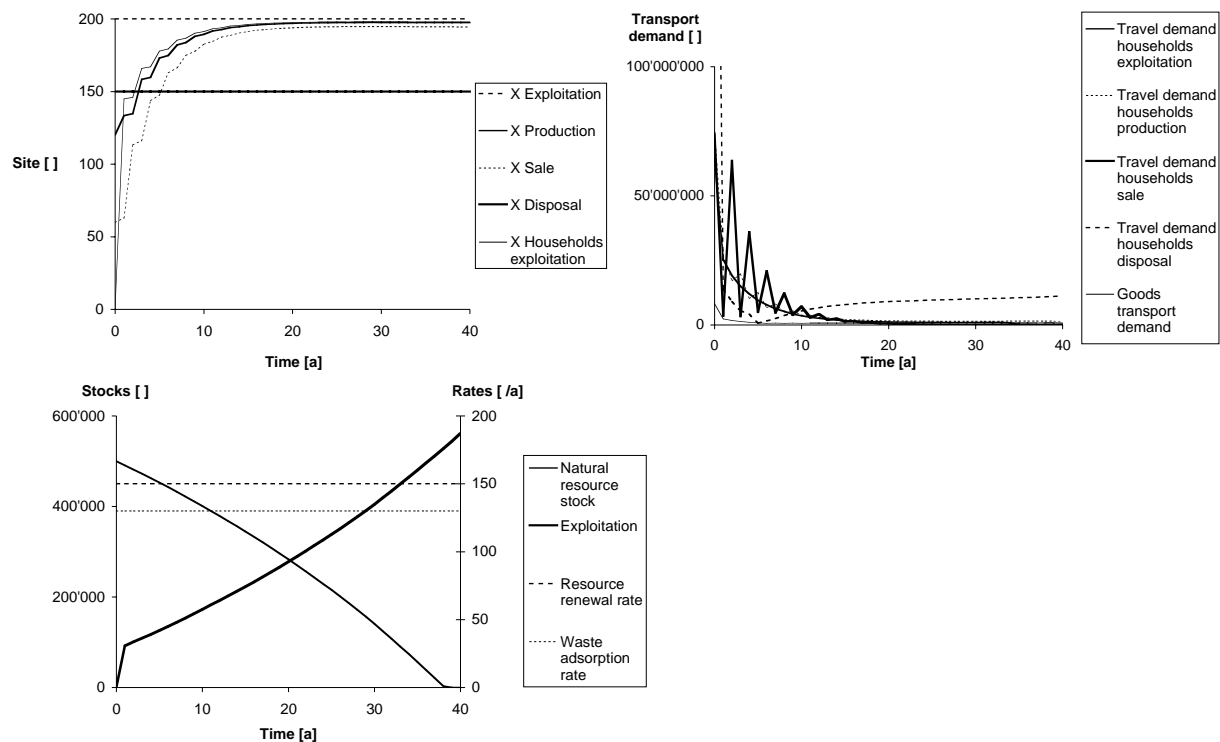 200
150
100
50
0
Site [ ]
0
10
20
30
40
Time [a]
X Exploitation
X Production
X Sale
X Disposal
X Households
exploitation
Transport
demand [ ]
100'000'000
50'000'000
0
0
10
20
30
40
Time [a]
Travel demand
households
exploitation
Travel demand
households
production
Travel demand
households
sale
Travel demand
households
disposal
Goods
transport
demand
Stocks [ ]
Rates [ /a]
600'000
400'000
200'000
0
200
150
100
50
0
0
10
20
30
40
Time [a]
Natural
resource
stock
Exploitation
Resource
renewal rate
Waste
adsorption
rate